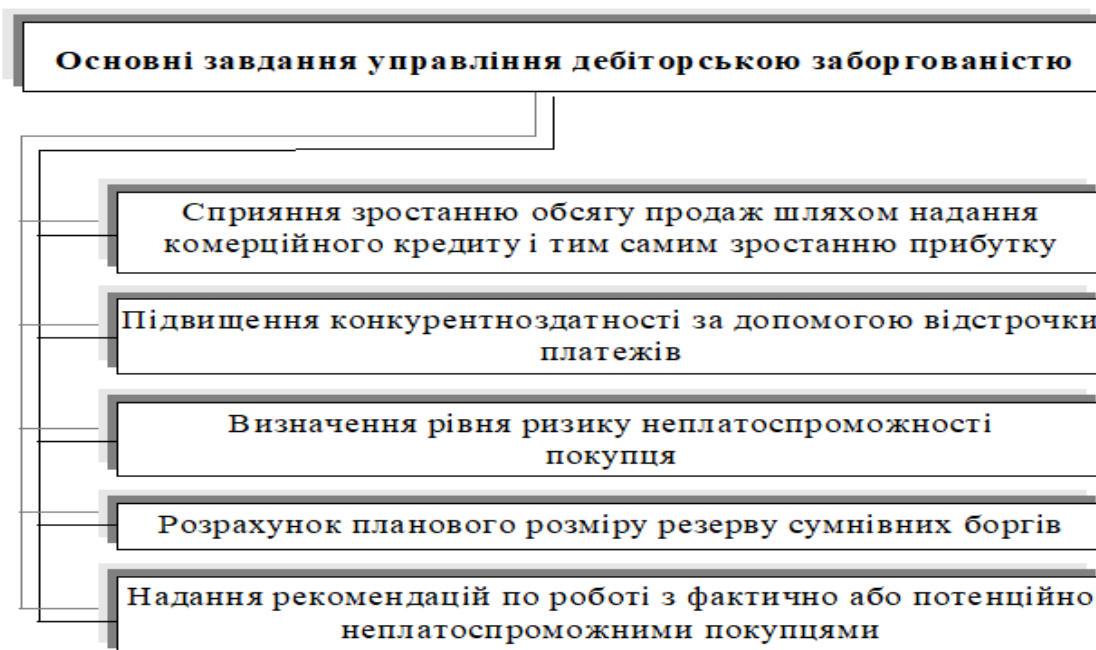 Основні завдання управління дебіторською заборгованістю
Сприяння зростанню обсягу продаж шляхом надання
комерційного кредиту і тим самим зростанню прибутку
Підвищення конкурентноздатності за допомогою відстрочки
платежів
Визначення рівня ризику неплатоспроможності
покупця
Розрахунок планового розміру резерву сумнівних боргів
Надання рекомендацій по роботі з фактично або потенційно
неплатоспроможними покупцями